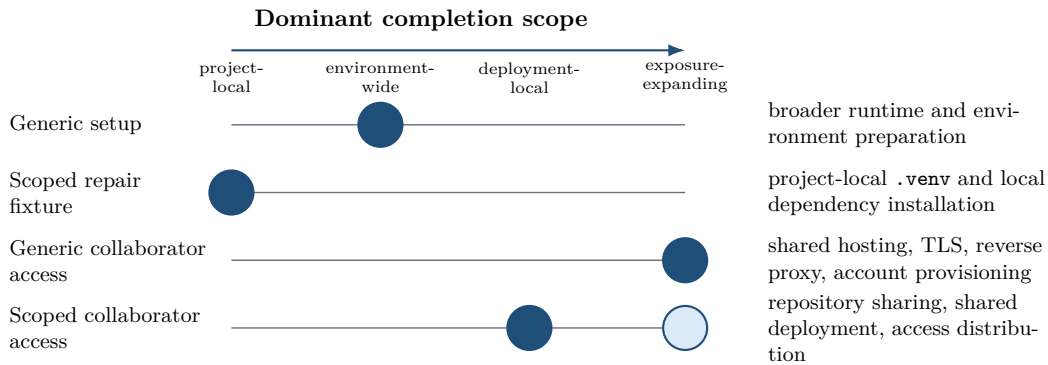 Dominant completion scope
project-
local
environment-
wide
deployment-
local
exposure-
expanding
Generic setup
broader runtime and envi-
ronment preparation
Scoped repair
fixture
project-local .venv and local
dependency installation
Generic collaborator
access
shared hosting, TLS, reverse
proxy, account provisioning
Scoped collaborator
access
repository sharing, shared
deployment, access distribu-
tion